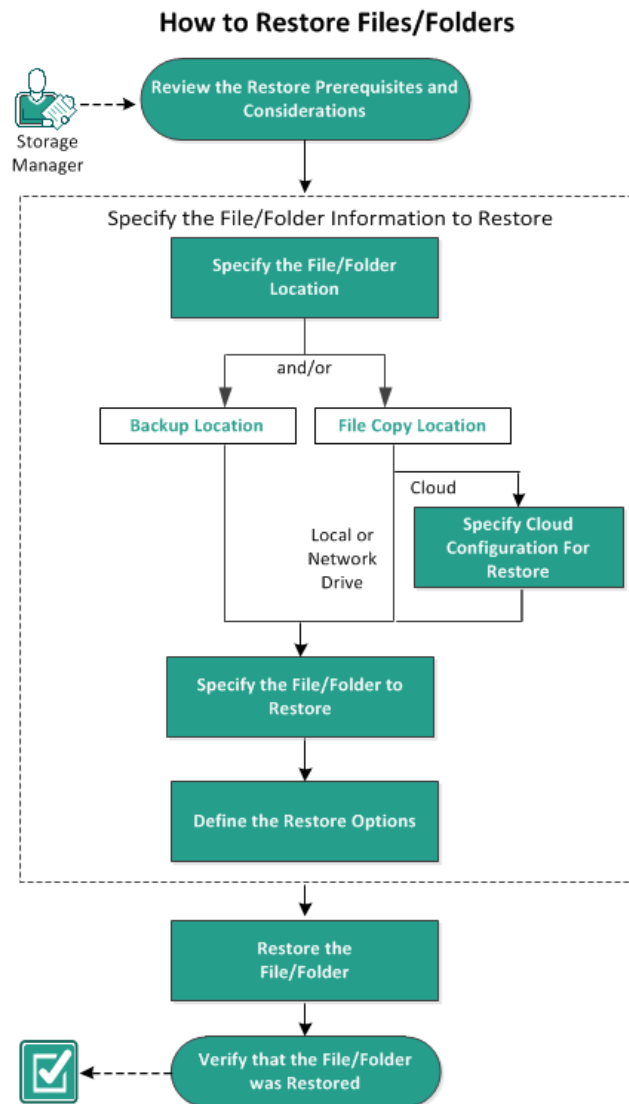 How to Restore Files/Folders
Review the Restore Prerequisites and
Considerations
Storage
Manager
Specify the File/Folder Information to Restore
Specify the File/Folder
Location
and/or
Backup Location
File Copy Location
Cloud
Specify Cloud
Configuration For
Restore
Local or
Network
Drive
Specify the File/Folder to
Restore
Define the Restore Options
Restore the
File/Folder
Verify that the File/Folder
was Restored